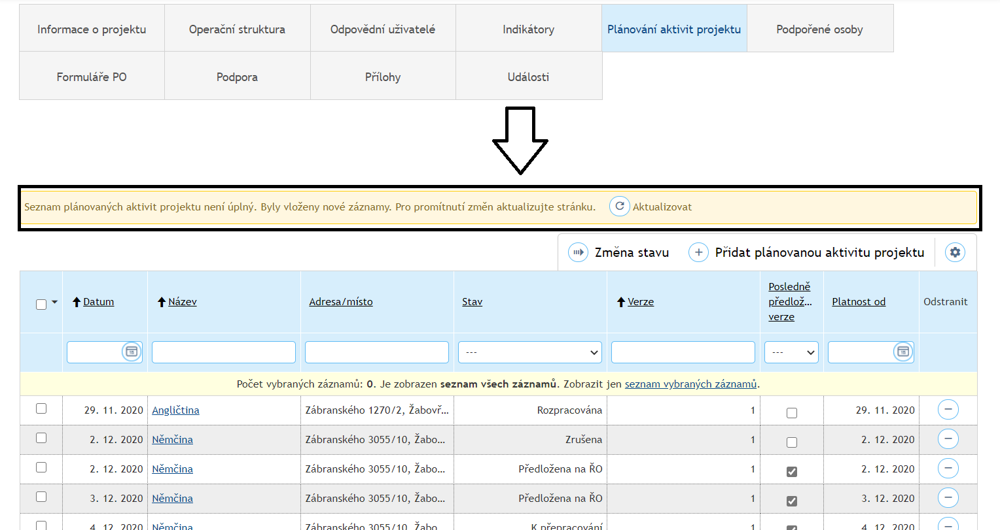 Informace o projektu Operační struktura Odpovědní uživatelé Indikátory Plánování aktivit projektu Podpořené osoby
Formuláře PO Podpora Přílohy Události
Seznam plánovaných aktivit projektu není úplný. Byly vloženy nové záznamy. Pro promítnutí změn aktualizujte stránku. Aktualizovat
Změna stavu Přidat plánovanou aktivitu projektu
Datum Název Adresa/místo Stav Verze Posledně předlož... verze Platnost od Odstranit
--- ---
Počet vybraných záznamů: 0. Je zobrazen seznam všech záznamů. Zobrazit jen seznam vybraných záznamů.
29. 11. 2020 Angličtina Zábranského 1270/2, Žabovř... Rozpracována 1 29. 11. 2020
2. 12. 2020 Němčina Zábranského 3055/10, Žabo... Zrušena 1 2. 12. 2020
2. 12. 2020 Němčina Zábranského 3055/10, Žabo... Předložena na ŘO 1 2. 12. 2020
3. 12. 2020 Němčina Zábranského 3055/10, Žabo... Předložena na ŘO 1 3. 12. 2020
4. 12. 2020 Němčina Zábranského 3055/10, Žabo... K přepracování 1 4. 12. 2020